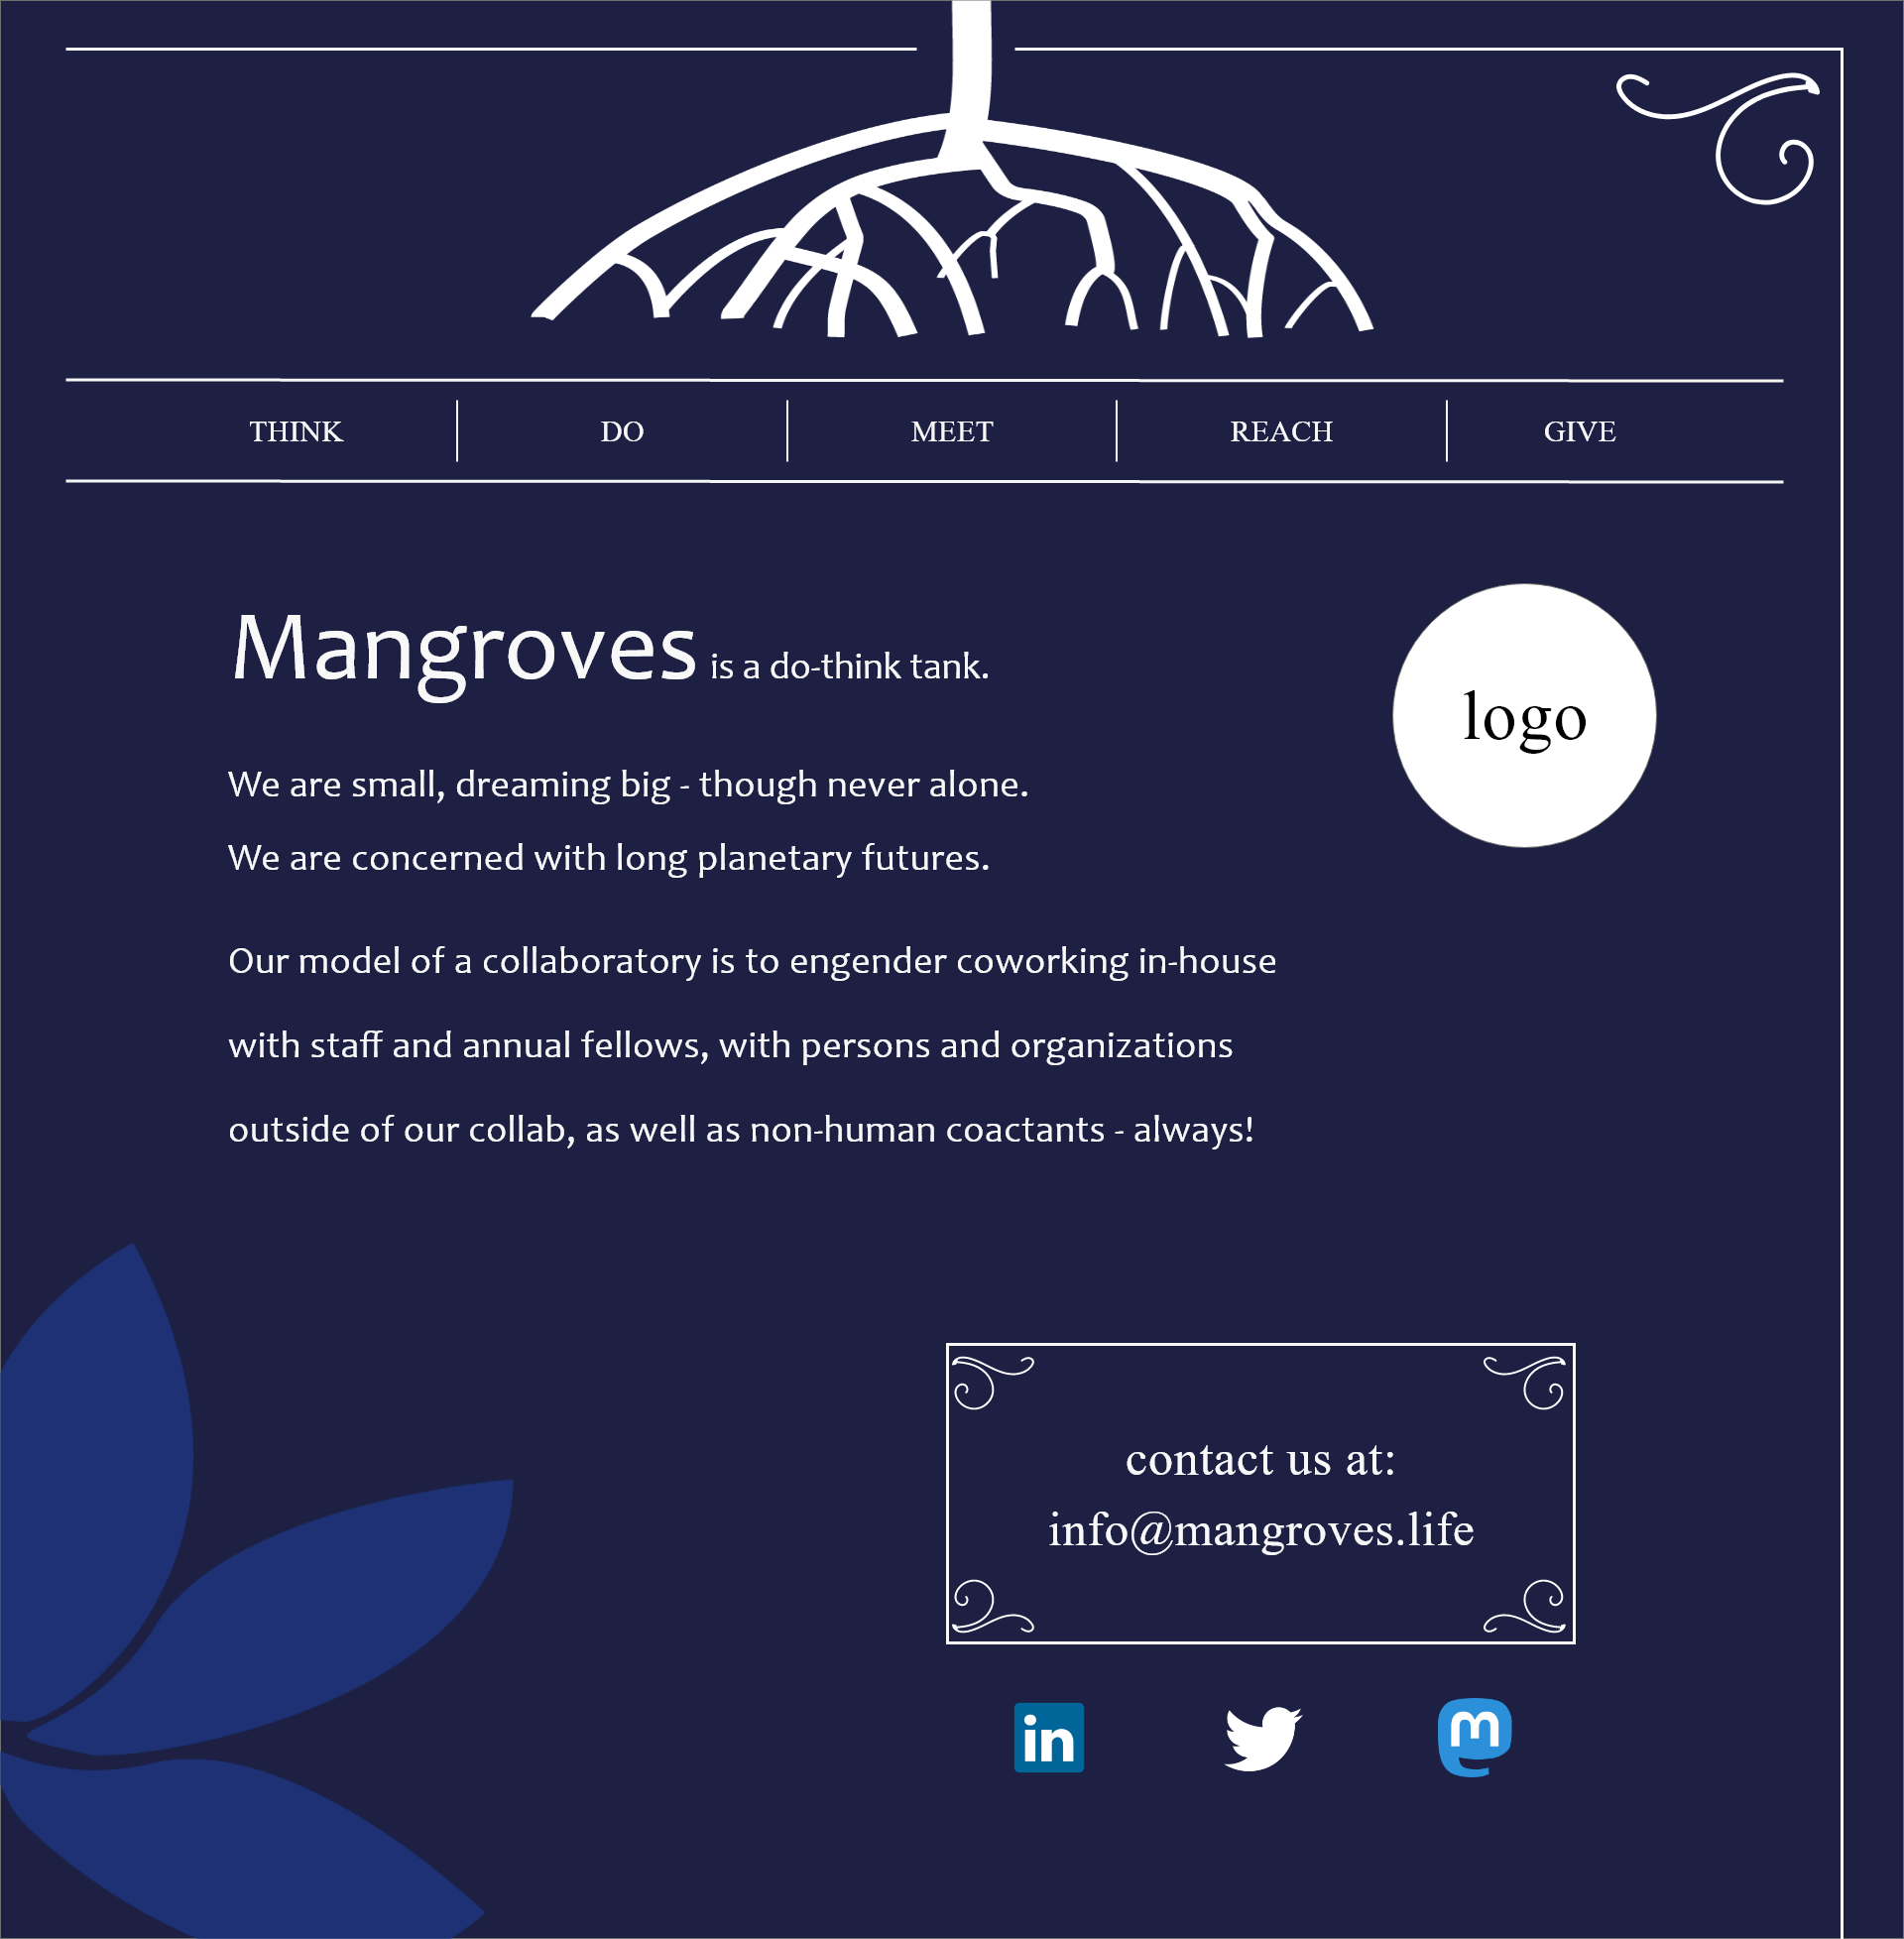 THINK DO MEET REACH GIVE
Mangroves is a do-think tank.
logo
We are small, dreaming big - though never alone.
We are concerned with long planetary futures.
Our model of a collaboratory is to engender coworking in-house
with staff and annual fellows, with persons and organizations
outside of our collab, as well as non-human coactants - always!
contact us at:
info@mangroves.life
in
m